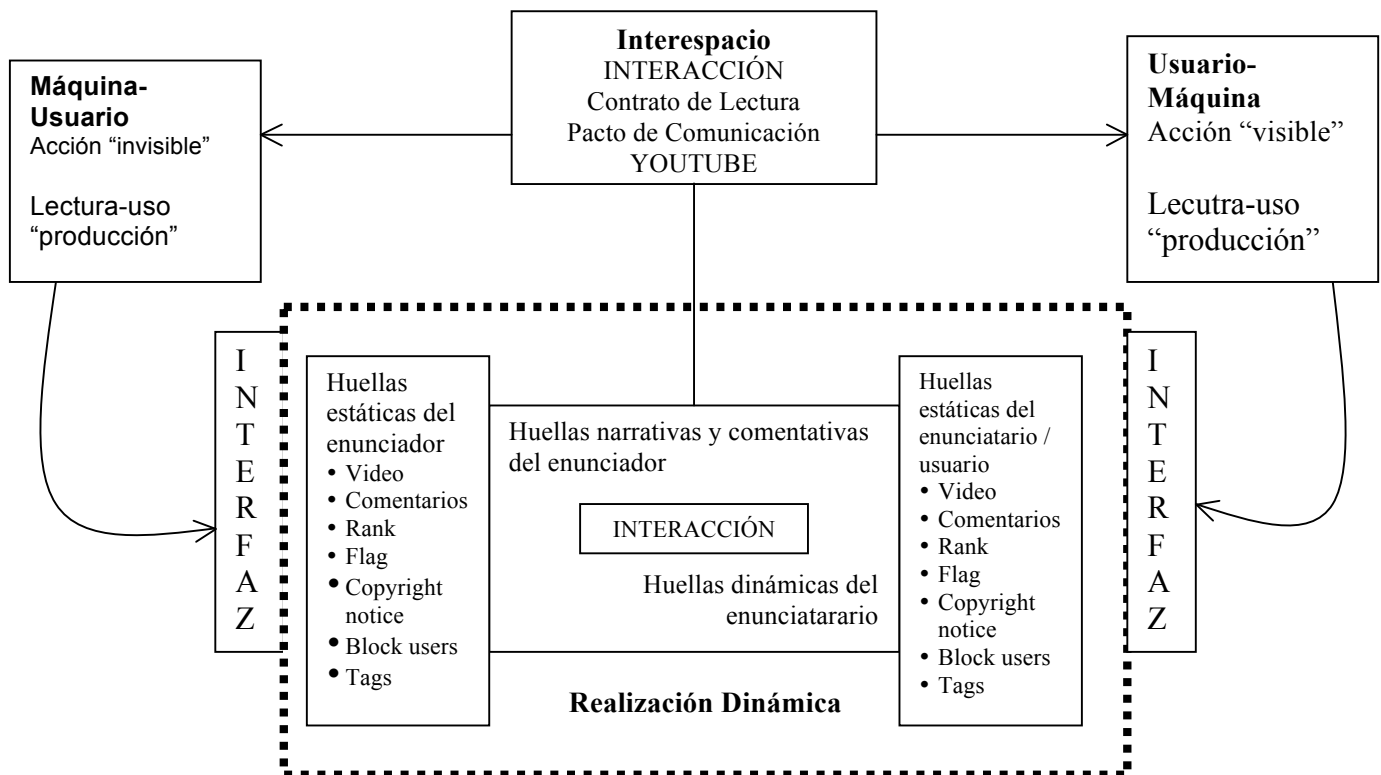 Interespacio
INTERACCIÓN
Contrato de Lectura
Pacto de Comunicación
YOUTUBE
Máquina-
Usuario
Acción “invisible”
Lectura-uso
“producción”
Usuario-
Máquina
Acción “visible”
Lecutra-uso
“producción”
I
N
T
E
R
F
A
Z
Huellas
estáticas del
enunciador
• Video
• Comentarios
• Rank
• Flag
• Copyright
notice
• Block users
• Tags
Huellas narrativas y comentativas
del enunciador
INTERACCIÓN
Huellas dinámicas del
enunciatarario
Huellas
estáticas del
enunciatario /
usuario
• Video
• Comentarios
• Rank
• Flag
• Copyright
notice
• Block users
• Tags
I
N
T
E
R
F
A
Z
Realización Dinámica